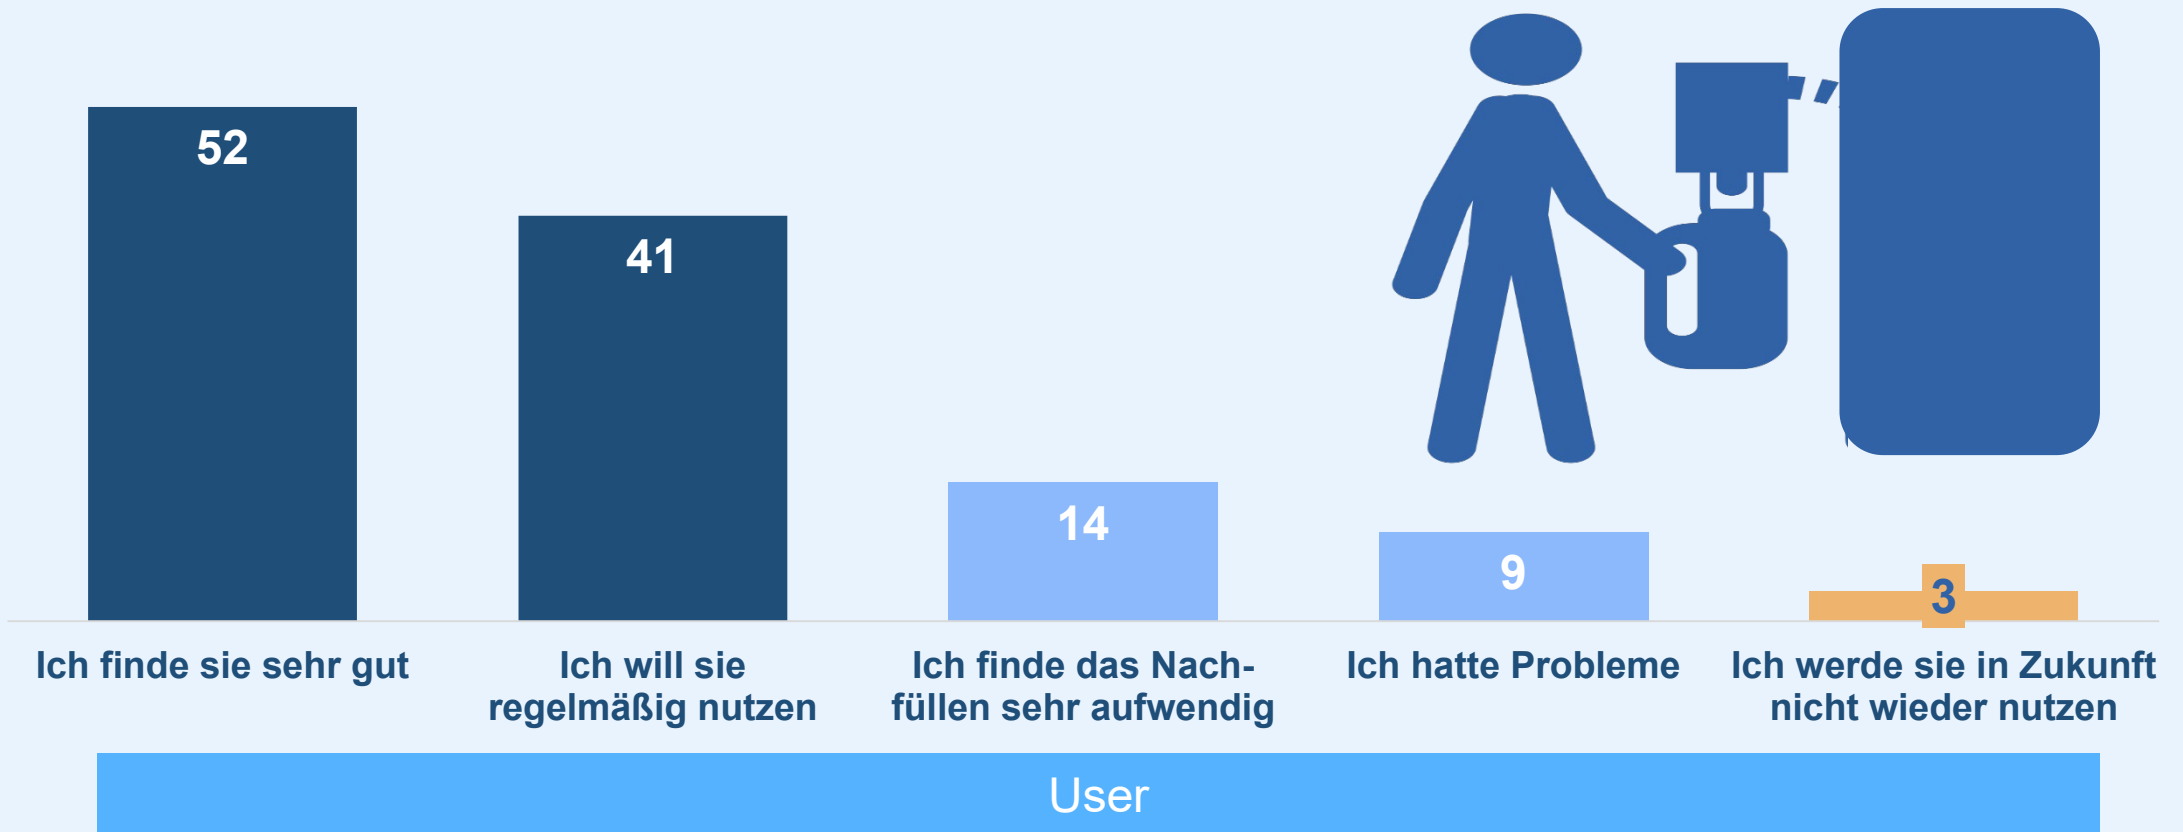 52
41
14
9
3
Ich finde sie sehr gut
Ich will sie
regelmäßig nutzen
Ich finde das Nach-
füllen sehr aufwendig
Ich hatte Probleme
Ich werde sie in Zukunft
nicht wieder nutzen
User